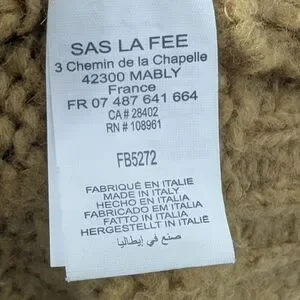 SAS LA FEE
3 Chemin de la Chapelle
42300 MABLY
France
FR 07 487 641 664
CA # 28402
RN # 108961
FB5272
FABRIQUÉ EN ITALIE
MADE IN ITALY
HECHO EN ITALIA
FABRICADO EM ITALIA
FATTO IN ITALIA
HERGESTELLT IN ITALIË
صنع في إيطاليا